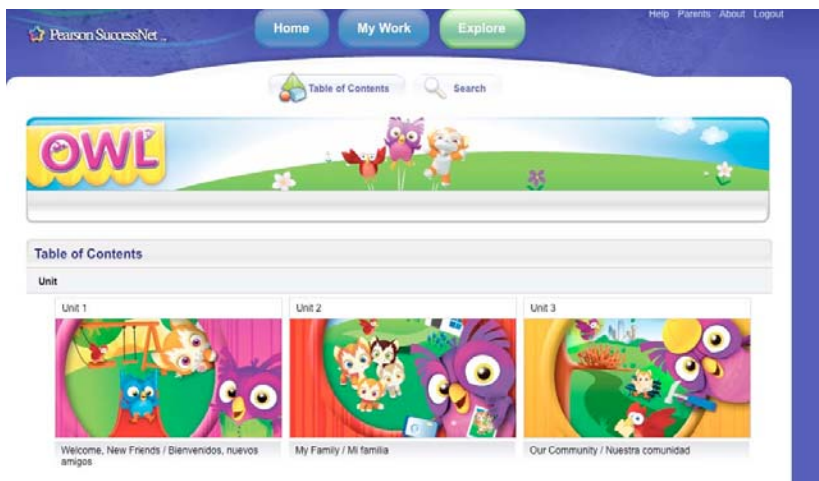 Help Parents About Logout
Pearson SuccessNet
Home My Work Explore
Table of Contents Search
OWL
Table of Contents
Unit
Unit 1 Unit 2 Unit 3
Welcome, New Friends / Bienvenidos, nuevos
amigos
My Family / Mi familia
Our Community / Nuestra comunidad